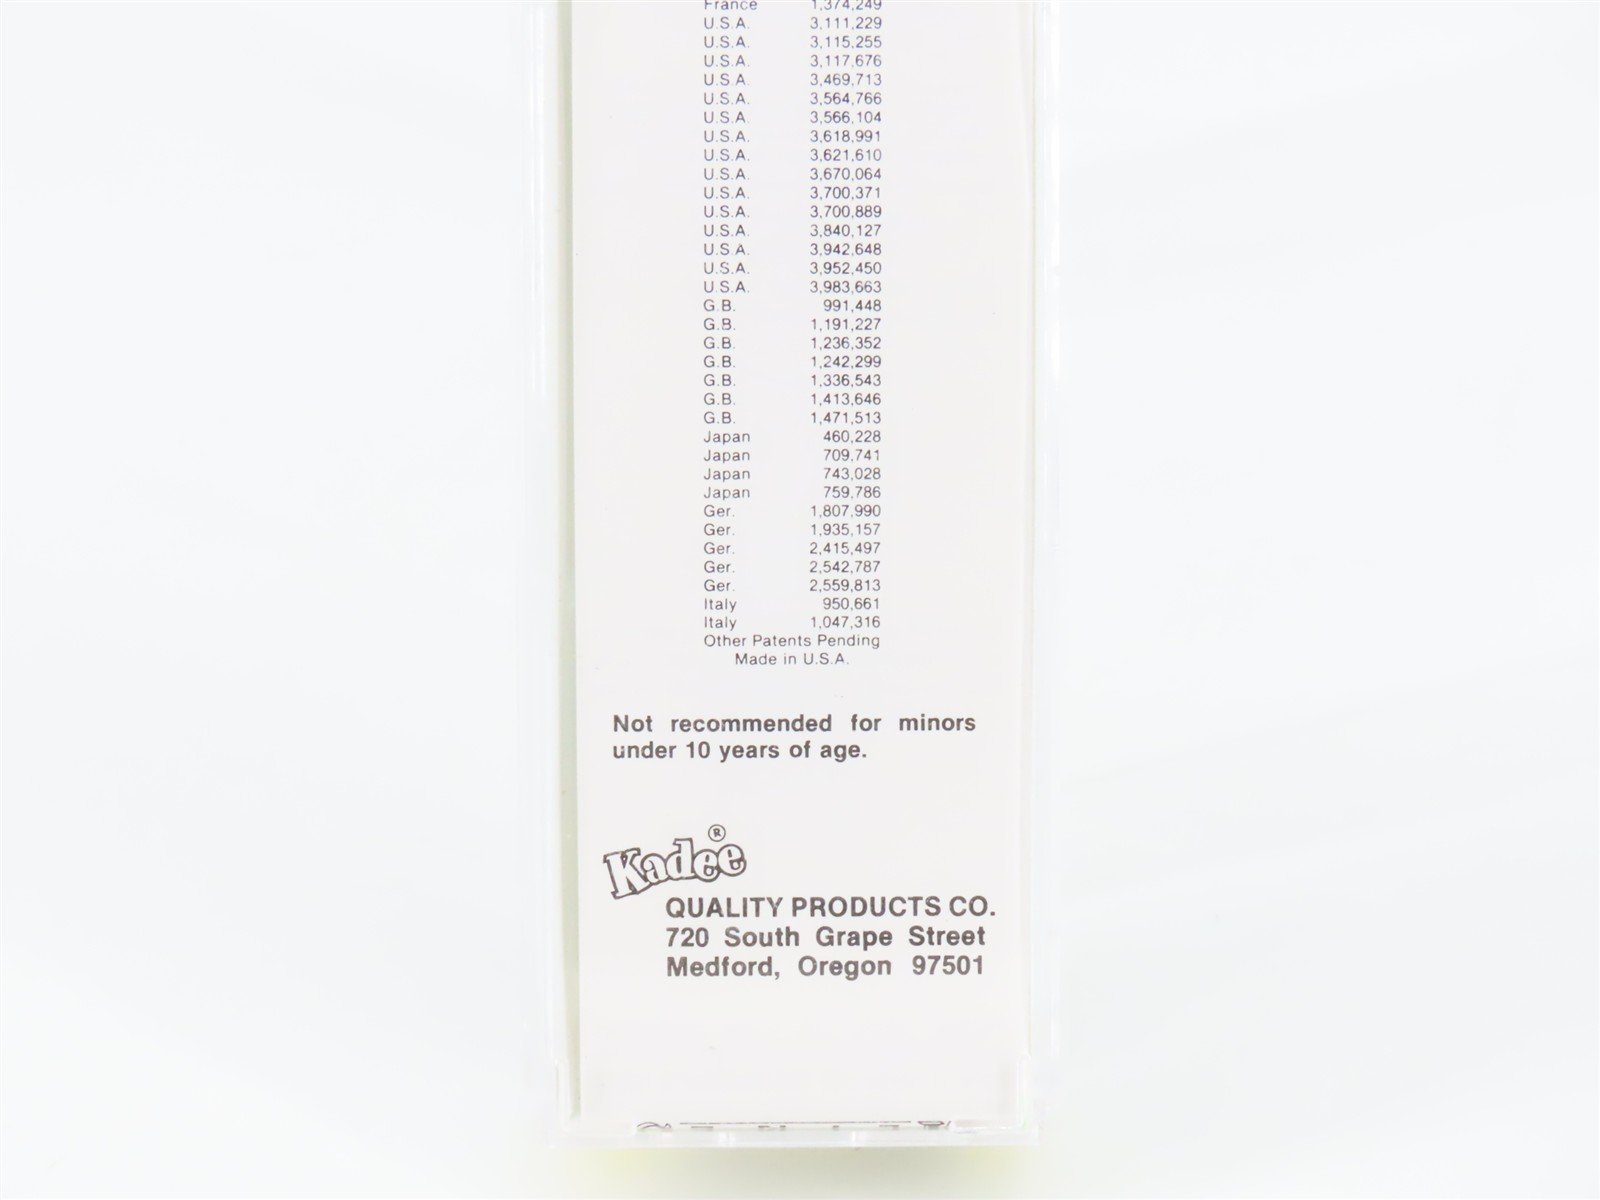 France 1,374,249
U.S.A. 3,111,229
U.S.A. 3,115,255
U.S.A. 3,117,676
U.S.A. 3,469,713
U.S.A. 3,564,766
U.S.A. 3,566,104
U.S.A. 3,618,991
U.S.A. 3,621,610
U.S.A. 3,670,064
U.S.A. 3,700,371
U.S.A. 3,700,889
U.S.A. 3,840,127
U.S.A. 3,942,648
U.S.A. 3,952,450
U.S.A. 3,983,663
G.B. 991,448
G.B. 1,191,227
G.B. 1,236,352
G.B. 1,242,299
G.B. 1,336,543
G.B. 1,413,646
G.B. 1,471,513
Japan 460,228
Japan 709,741
Japan 743,028
Japan 759,786
Ger. 1,807,990
Ger. 1,935,157
Ger. 2,415,497
Ger. 2,542,787
Ger. 2,559,813
Italy 950,661
Italy 1,047,316
Other Patents Pending
Made in U.S.A.
Not recommended for minors
under 10 years of age.
Kadee®
QUALITY PRODUCTS CO.
720 South Grape Street
Medford, Oregon 97501